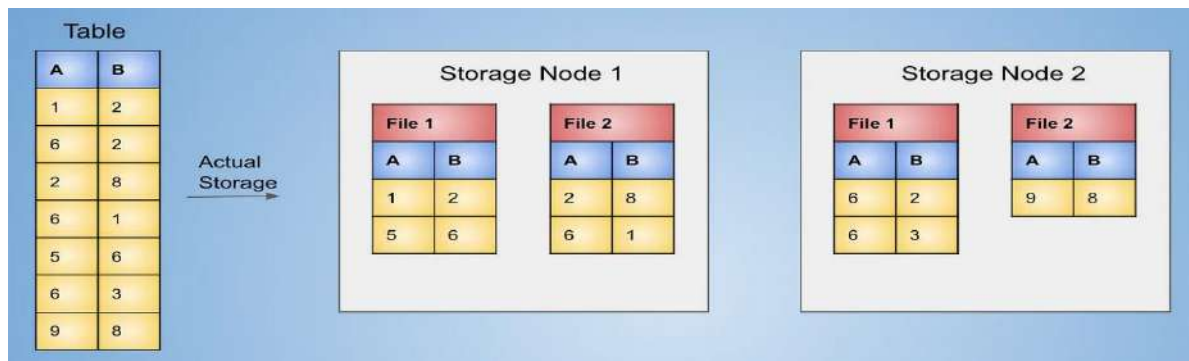 Table
A B
1 2
6 2
2 8
6 1
5 6
6 3
9 8
Actual
Storage
Storage Node 1
File 1
A B
1 2
5 6
File 2
A B
2 8
6 1
Storage Node 2
File 1
A B
6 2
6 3
File 2
A B
9 8